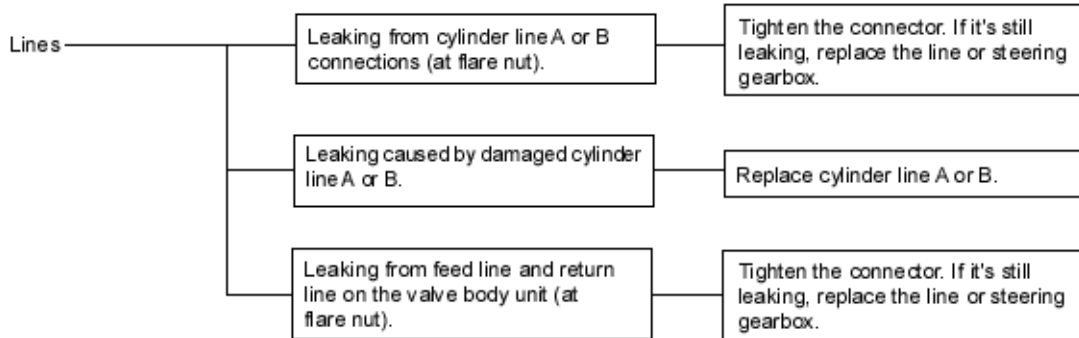 Lines
Leaking from cylinder line A or B
connections (at flare nut).
Tighten the connector. If it's still
leaking, replace the line or steering
gearbox.
Leaking caused by damaged cylinder
line A or B.
Replace cylinder line A or B.
Leaking from feed line and return
line on the valve body unit (at
flare nut).
Tighten the connector. If it's still
leaking, replace the line or steering
gearbox.